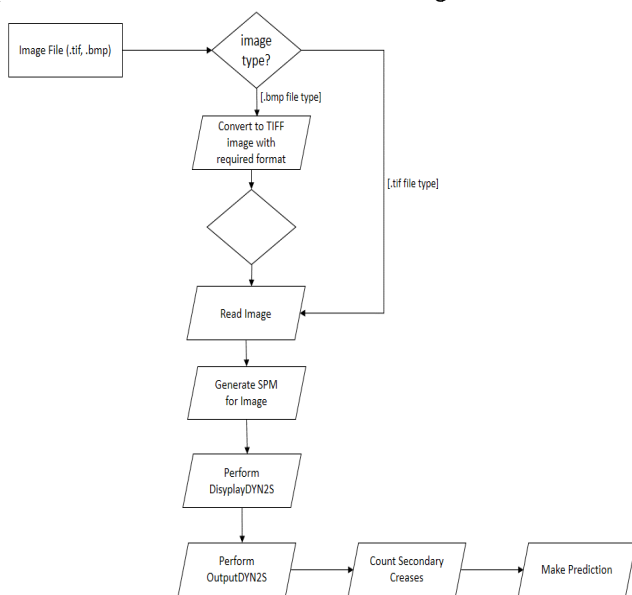 Image File (.tif, .bmp)
image
type?
[.bmp file type]
Convert to TIFF
image with
required format
[.tif file type]
Read Image
Generate SPM
for Image
Perform
DisyplayDYN2S
Perform
OutputDYN2S
Count Secondary
Creases
Make Prediction